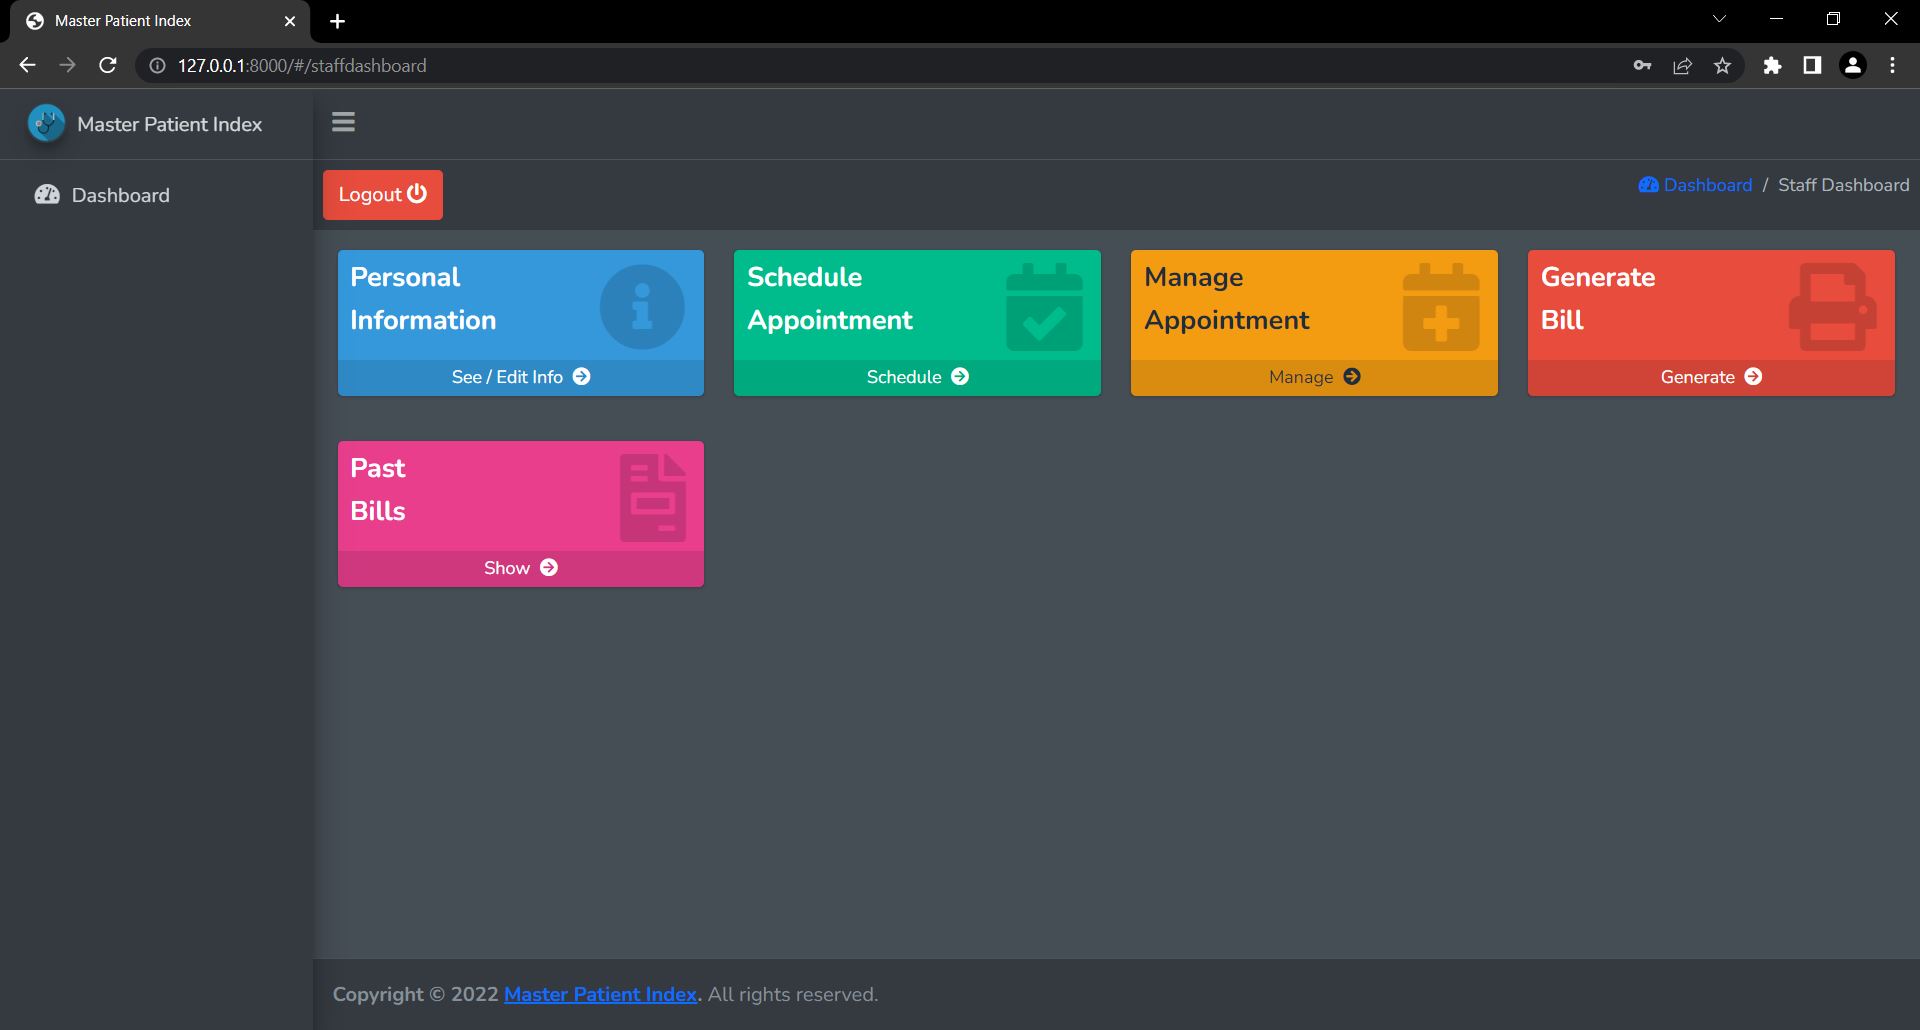 Master Patient Index
127.0.0.1:8000/#/staffdashboard
Master Patient Index
Dashboard
Logout
Dashboard / Staff Dashboard
Personal
Information
See / Edit Info
Schedule
Appointment
Schedule
Manage
Appointment
Manage
Generate
Bill
Generate
Past
Bills
Show
Copyright © 2022 Master Patient Index. All rights reserved.